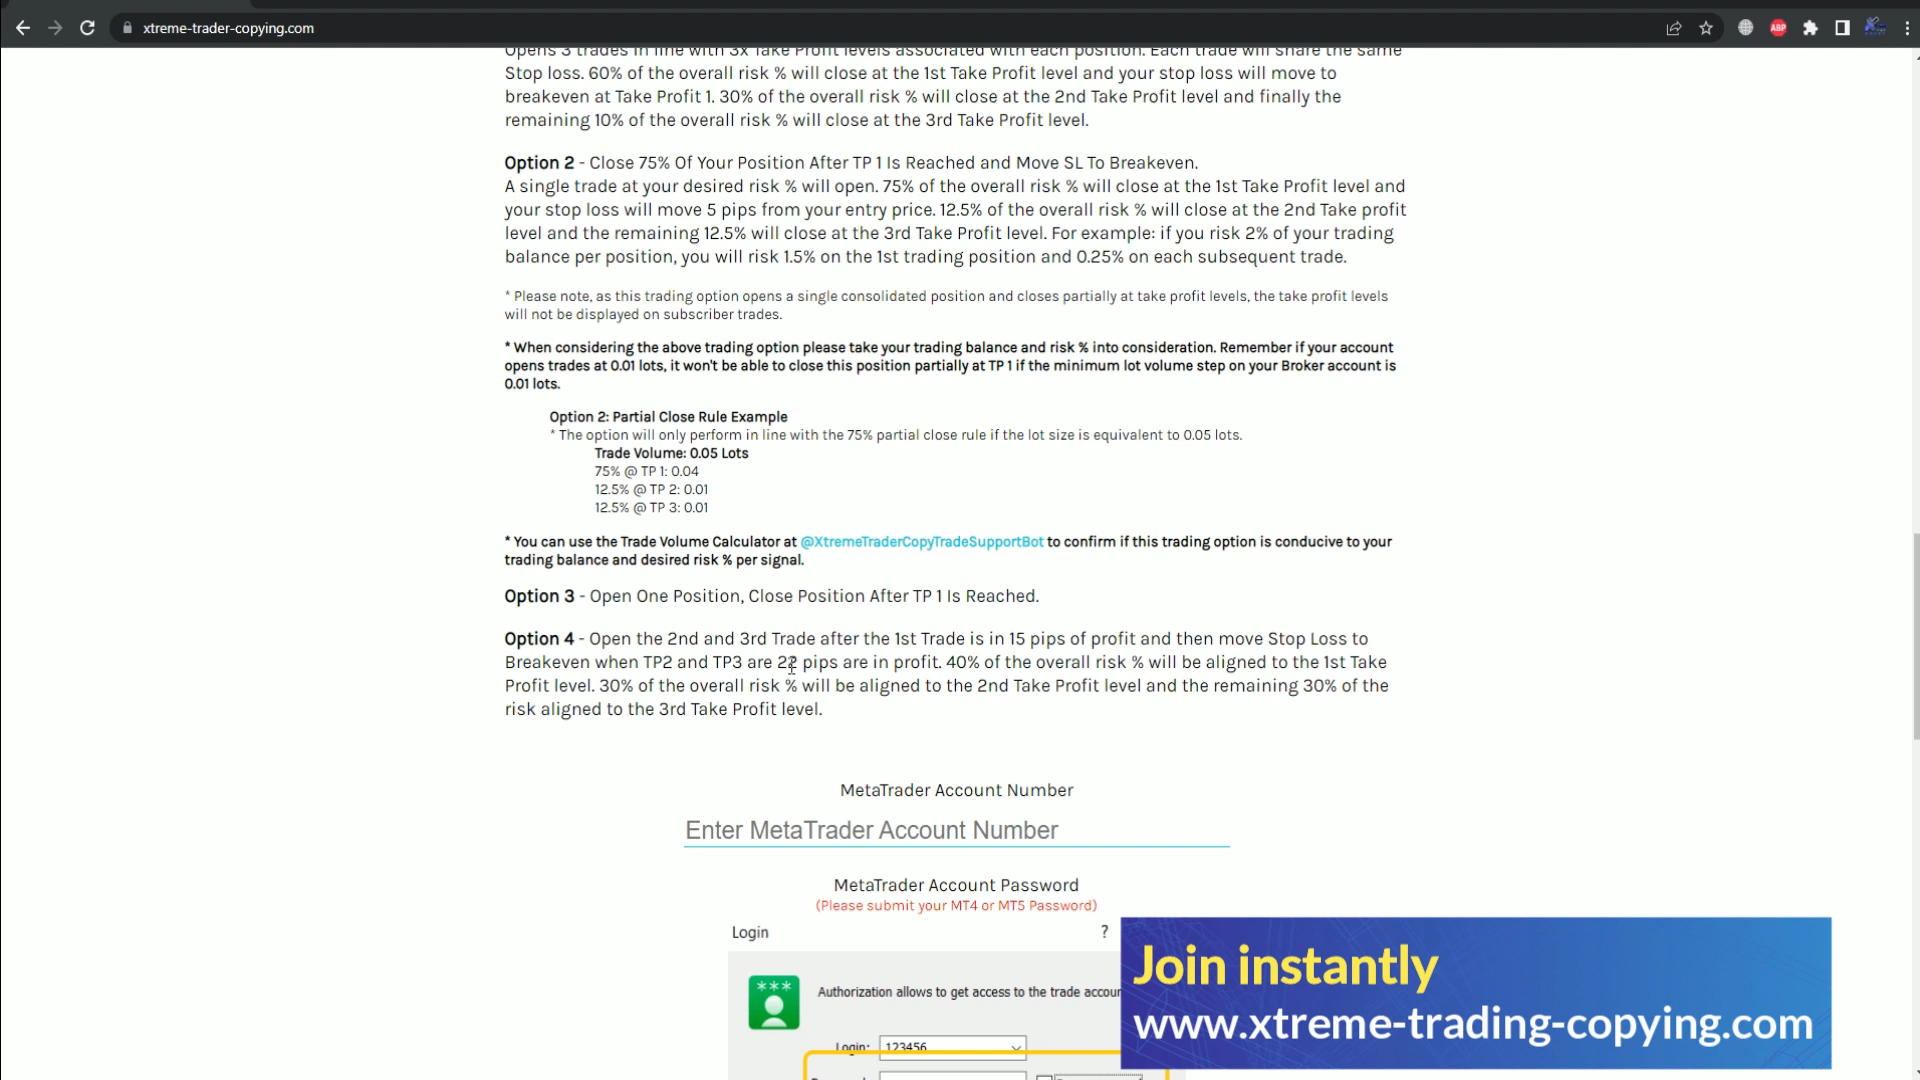 xtreme-trader-copying.com
ABP
Opens 3 trades in line with 3x Take Profit levels associated with each position. Each trade will share the same
Stop loss. 60% of the overall risk % will close at the 1st Take Profit level and your stop loss will move to
breakeven at Take Profit 1. 30% of the overall risk % will close at the 2nd Take Profit level and finally the
remaining 10% of the overall risk % will close at the 3rd Take Profit level.
Option 2 - Close 75% Of Your Position After TP 1 Is Reached and Move SL To Breakeven.
A single trade at your desired risk % will open. 75% of the overall risk % will close at the 1st Take Profit level and
your stop loss will move 5 pips from your entry price. 12.5% of the overall risk % will close at the 2nd Take profit
level and the remaining 12.5% will close at the 3rd Take Profit level. For example: if you risk 2% of your trading
balance per position, you will risk 1.5% on the 1st trading position and 0.25% on each subsequent trade.
* Please note, as this trading option opens a single consolidated position and closes partially at take profit levels, the take profit levels
will not be displayed on subscriber trades.
* When considering the above trading option please take your trading balance and risk % into consideration. Remember if your account
opens trades at 0.01 lots, it won't be able to close this position partially at TP 1 if the minimum lot volume step on your Broker account is
0.01 lots.
Option 2: Partial Close Rule Example
* The option will only perform in line with the 75% partial close rule if the lot size is equivalent to 0.05 lots.
Trade Volume: 0.05 Lots
75% @ TP 1: 0.04
12.5% @ TP 2: 0.01
12.5% @ TP 3: 0.01
* You can use the Trade Volume Calculator at @XtremeTraderCopyTradeSupportBot to confirm if this trading option is conducive to your
trading balance and desired risk % per signal.
Option 3 - Open One Position, Close Position After TP 1 Is Reached.
Option 4 - Open the 2nd and 3rd Trade after the 1st Trade is in 15 pips of profit and then move Stop Loss to
Breakeven when TP2 and TP3 are 22 pips are in profit. 40% of the overall risk % will be aligned to the 1st Take
Profit level. 30% of the overall risk % will be aligned to the 2nd Take Profit level and the remaining 30% of the
risk aligned to the 3rd Take Profit level.
MetaTrader Account Number
Enter MetaTrader Account Number
MetaTrader Account Password
(Please submit your MT4 or MT5 Password)
Login ?
Authorization allows to get access to the trade accour
Login: 123456
Join instantly
www.xtreme-trading-copying.com